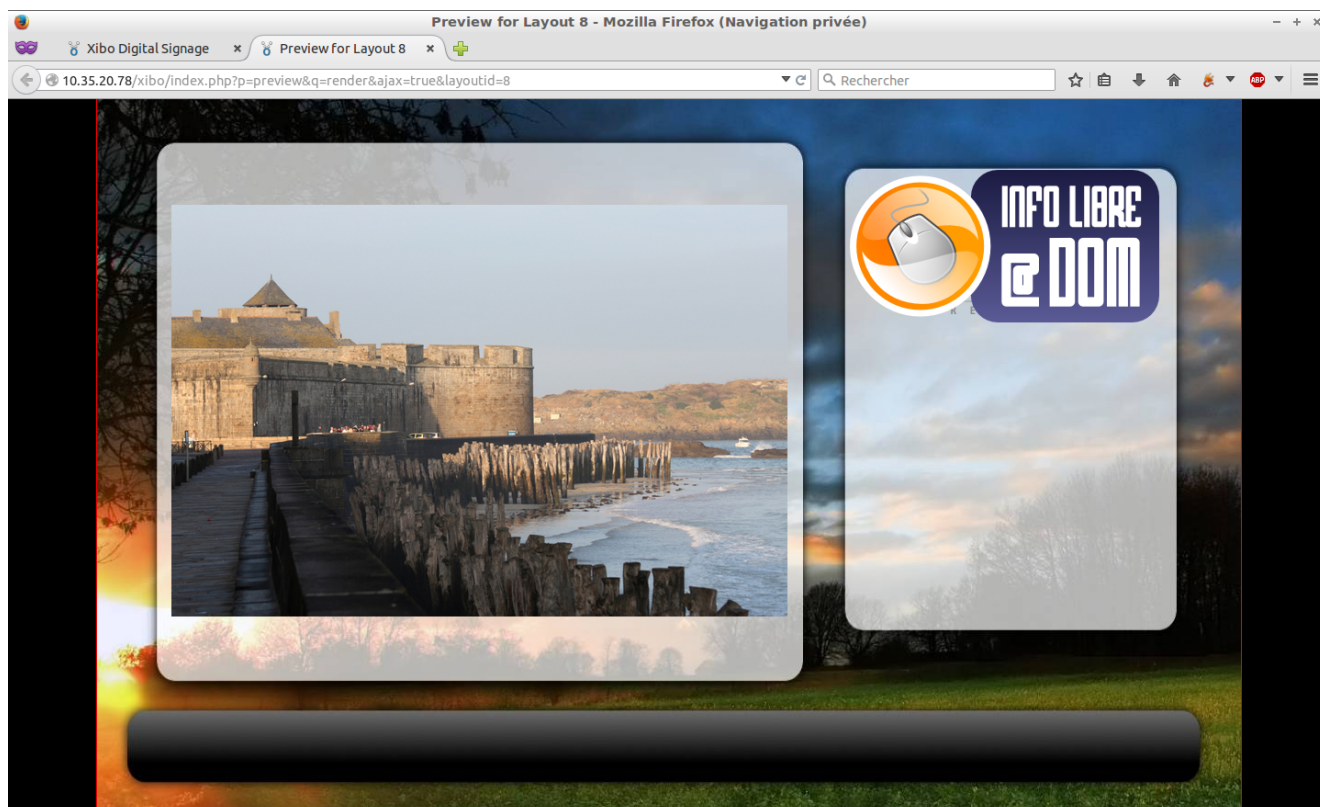 Preview for Layout 8 - Mozilla Firefox (Navigation privée)
Xibo Digital Signage
Preview for Layout 8
10.35.20.78/xibo/index.php?p=preview&q=render&ajax=true&layoutid=8
Rechercher
ABP
INFO LIBRE
@ DOM
R E